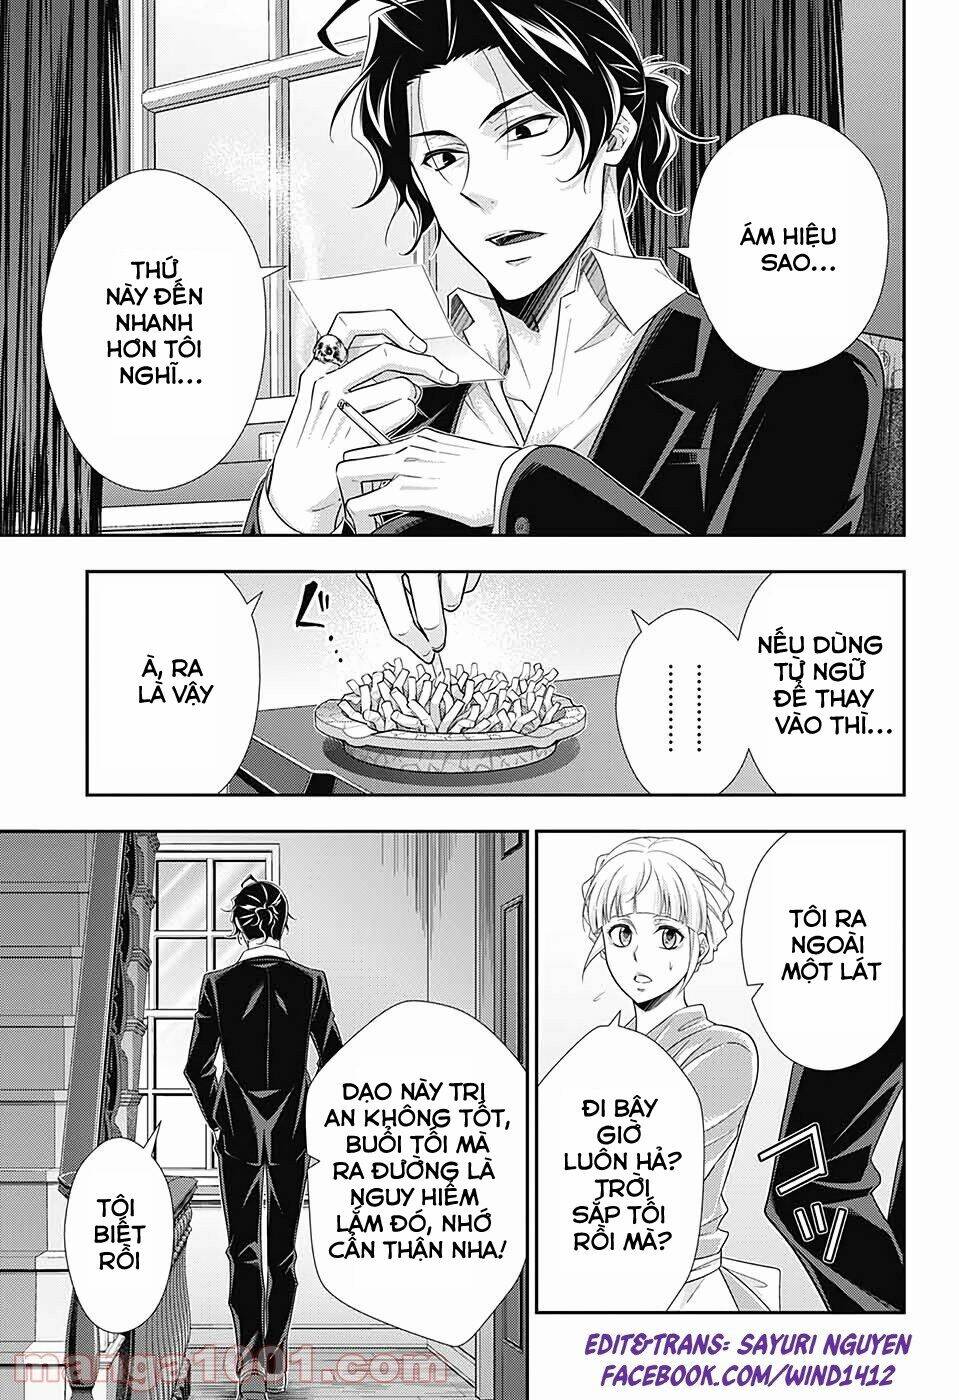 ÁM HIỆU
SAO...
THỨ
NÀY ĐẾN
NHANH
HƠN TÔI
NGHĨ...
NẾU DÙNG
TỪ NGỮ
ĐỂ THAY
VÀO THÌ...
.........
À, RA
LÀ VẬY
TÔI RA
NGOÀI
MỘT LÁT
コツ
ĐI BÂY
GIỜ
LUÔN HẢ?
TRỜI
SẮP TỐI
RỒI MÀ?
DẠO NÀY TRỊ
AN KHÔNG TỐT,
BUỔI TỐI MÀ
RA ĐƯỜNG LÀ
NGUY HIỂM
LẮM ĐÓ, NHỚ
CẨN THẬN NHA!
TÔI
BIẾT
RỒI
manga1001.com
EDIT&TRANS: SAYURI NGUYEN
FACEBOOK.COM/WIND1412